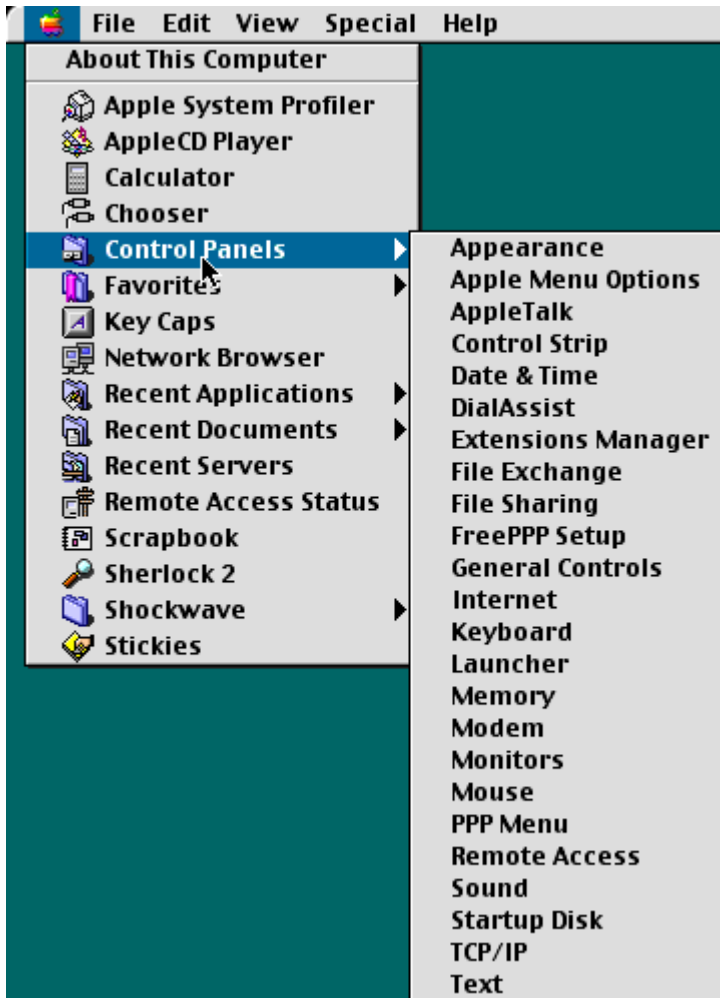 File Edit View Special Help
About This Computer
Apple System Profiler
AppleCD Player
Calculator
Chooser
Control Panels
Favorites
Key Caps
Network Browser
Recent Applications
Recent Documents
Recent Servers
Remote Access Status
Scrapbook
Sherlock 2
Shockwave
Stickies
Appearance
Apple Menu Options
AppleTalk
Control Strip
Date & Time
DialAssist
Extensions Manager
File Exchange
File Sharing
FreePPP Setup
General Controls
Internet
Keyboard
Launcher
Memory
Modem
Monitors
Mouse
PPP Menu
Remote Access
Sound
Startup Disk
TCP/IP
Text